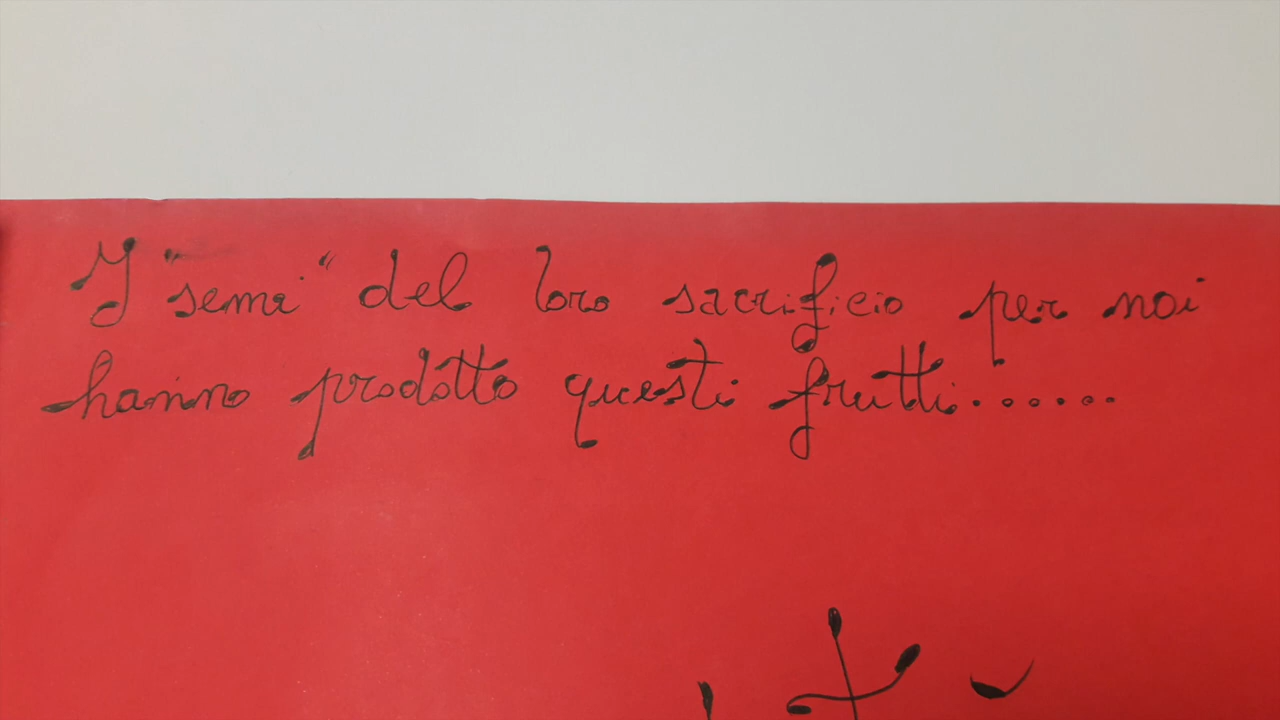 I "semi" del loro sacrificio per noi
hanno prodotto questi frutti.......